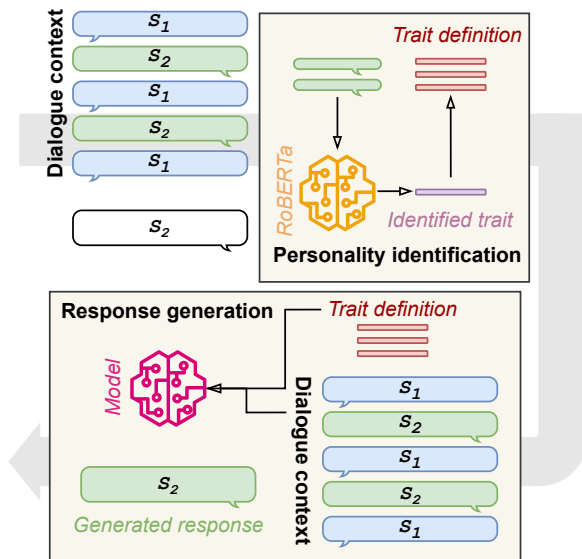 Dialogue context
S1
S2
S1
S2
S1
S2
Trait definition
RoBERTa
Identified trait
Personality identification
Response generation
Trait definition
Model
Dialogue context
S1
S2
S1
S2
S1
S2
Generated response